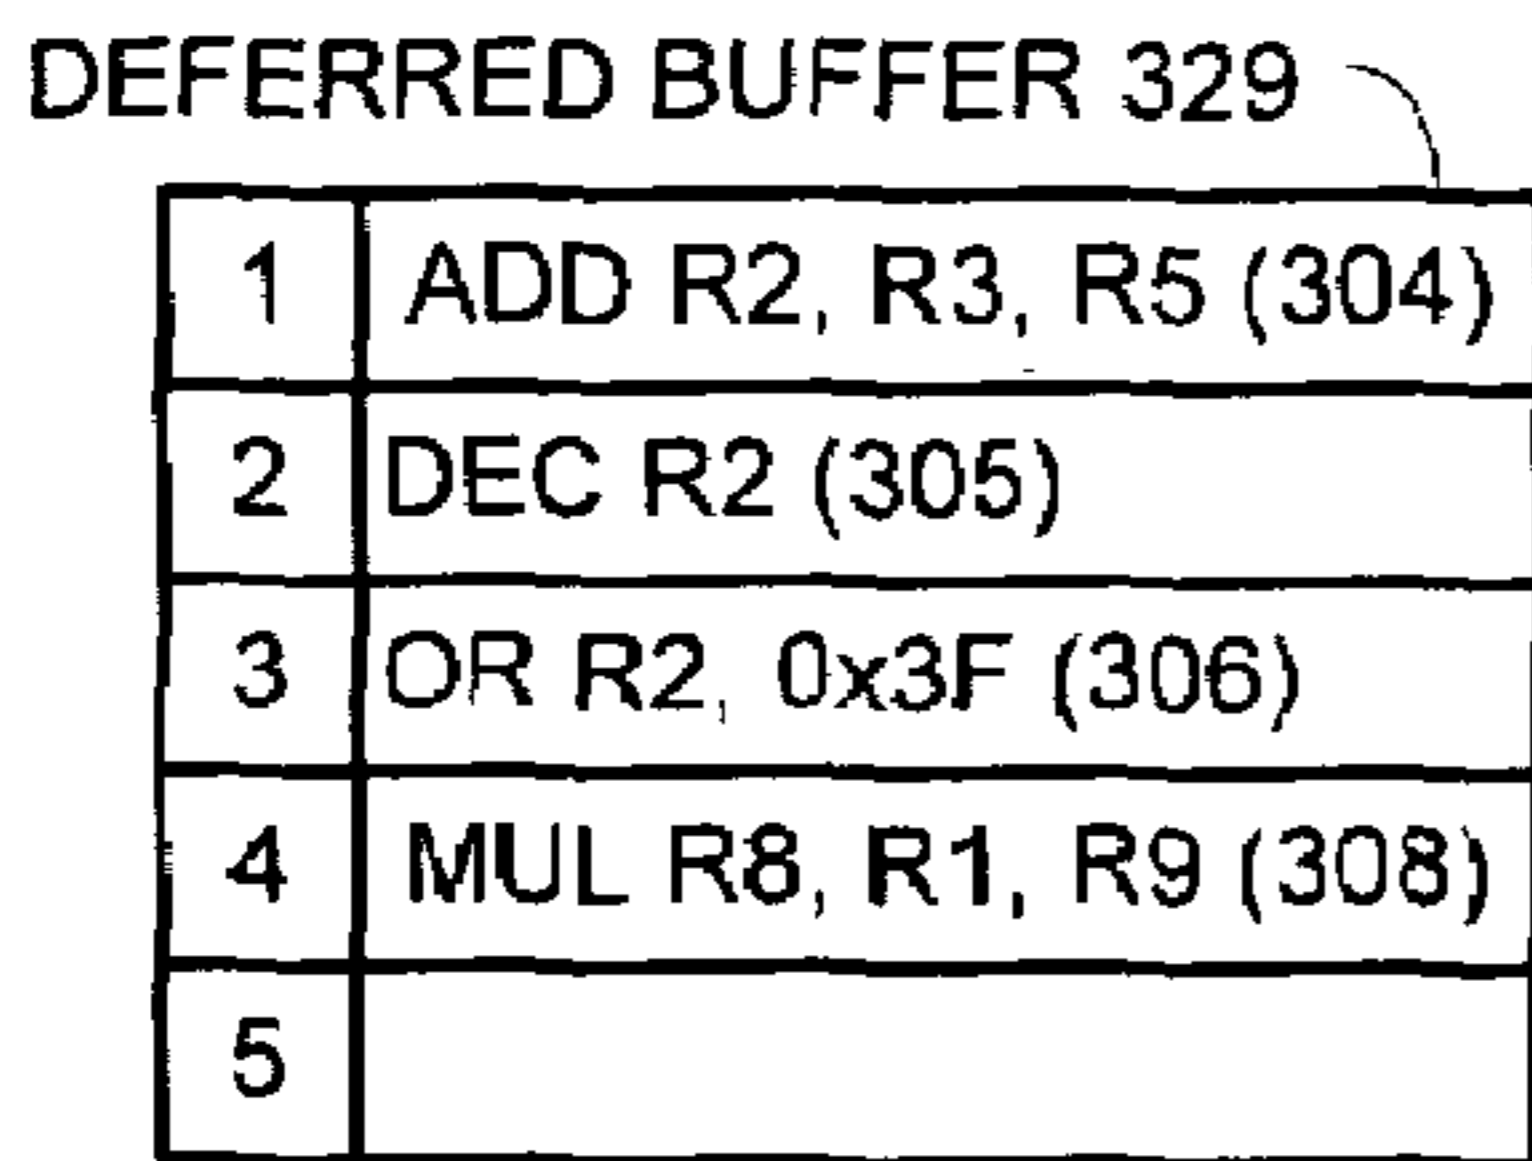 DEFERRED BUFFER 329
1 ADD R2, R3, R5 (304)
2 DEC R2 (305)
3 OR R2, 0x3F (306)
4 MUL R8, R1, R9 (308)
5